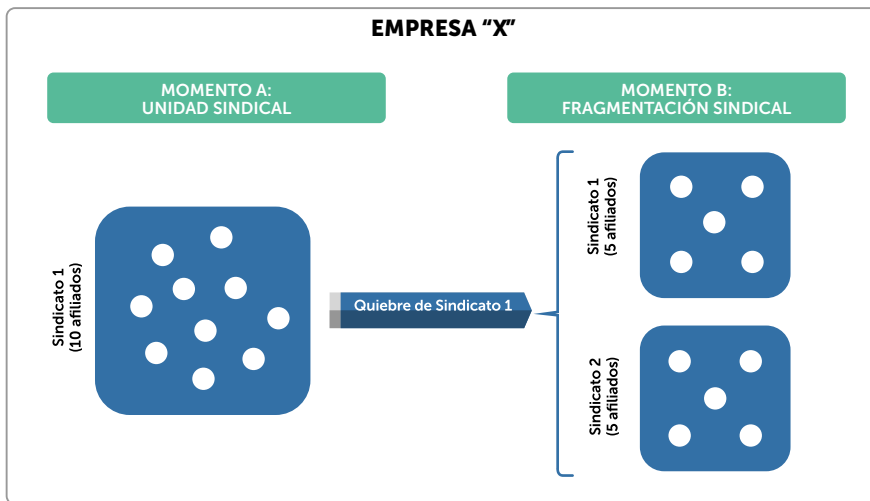 EMPRESA “X”
MOMENTO A:
UNIDAD SINDICAL
MOMENTO B:
FRAGMENTACIÓN SINDICAL
Sindicato 1
(10 afiliados)
Quiebre de Sindicato 1
Sindicato 1
(5 afiliados)
Sindicato 2
(5 afiliados)